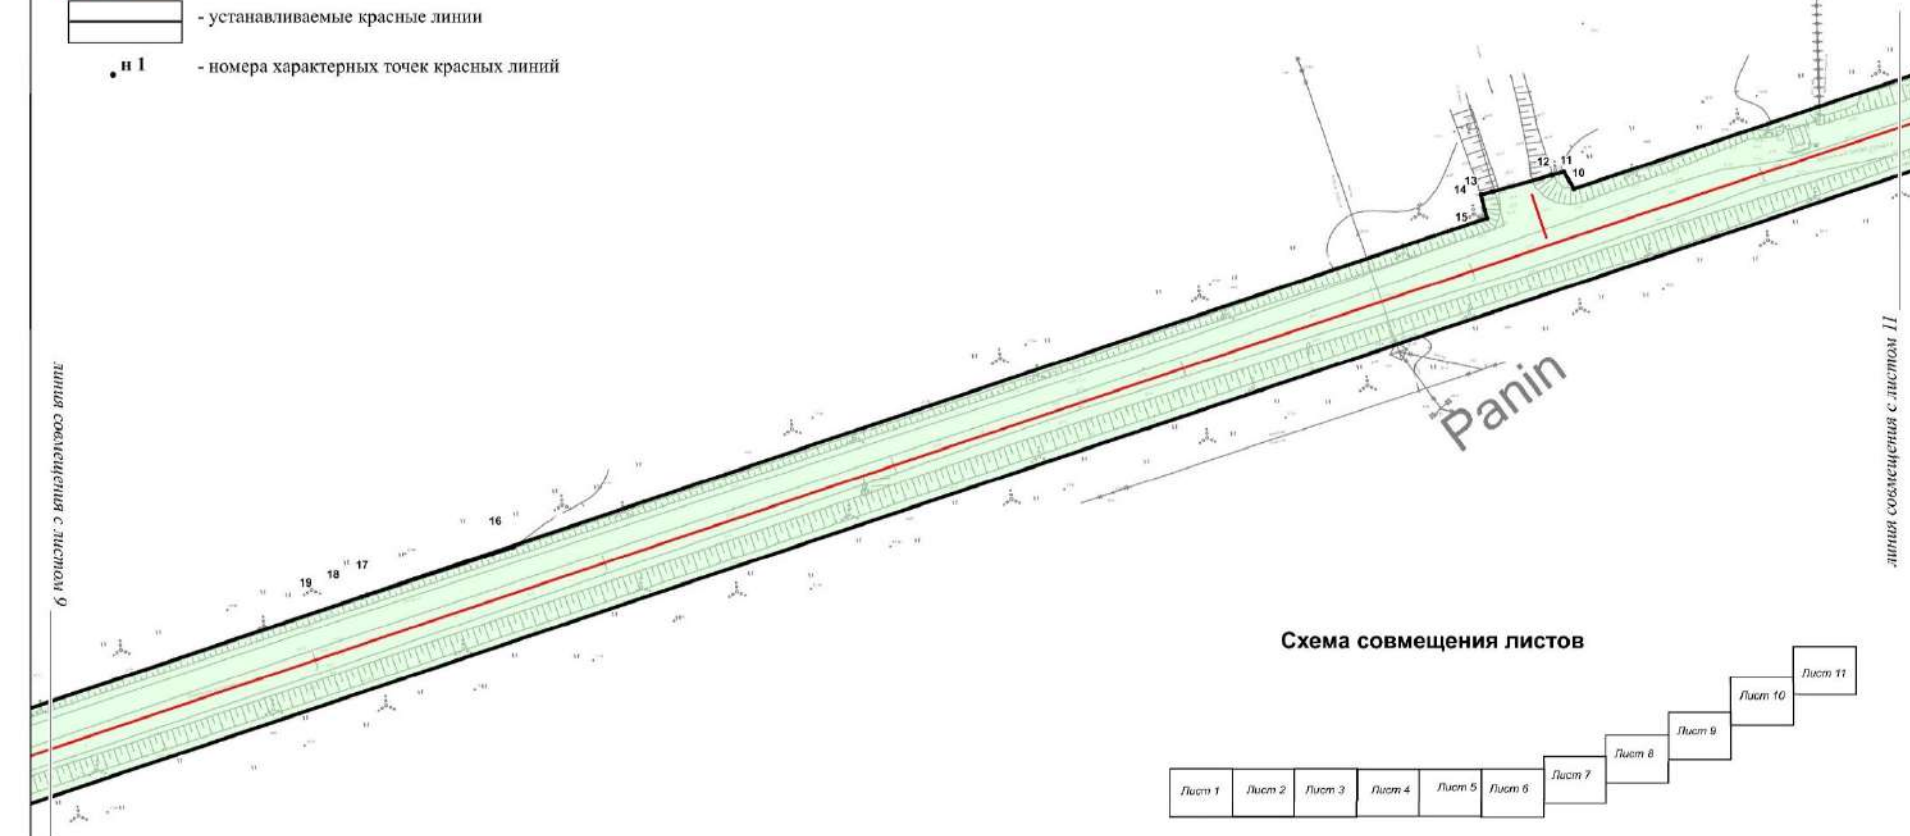 - устанавливаемые красные линии
н 1
- номера характерных точек красных линий
12
11
10
13
14
15
линия совмещения с листом 11
линия совмещения с листом 9
Panin
16
17
18
19
Схема совмещения листов
Лист 11
Лист 10
Лист 9
Лист 8
Лист 7
Лист 1
Лист 2
Лист 3
Лист 4
Лист 5
Лист 6